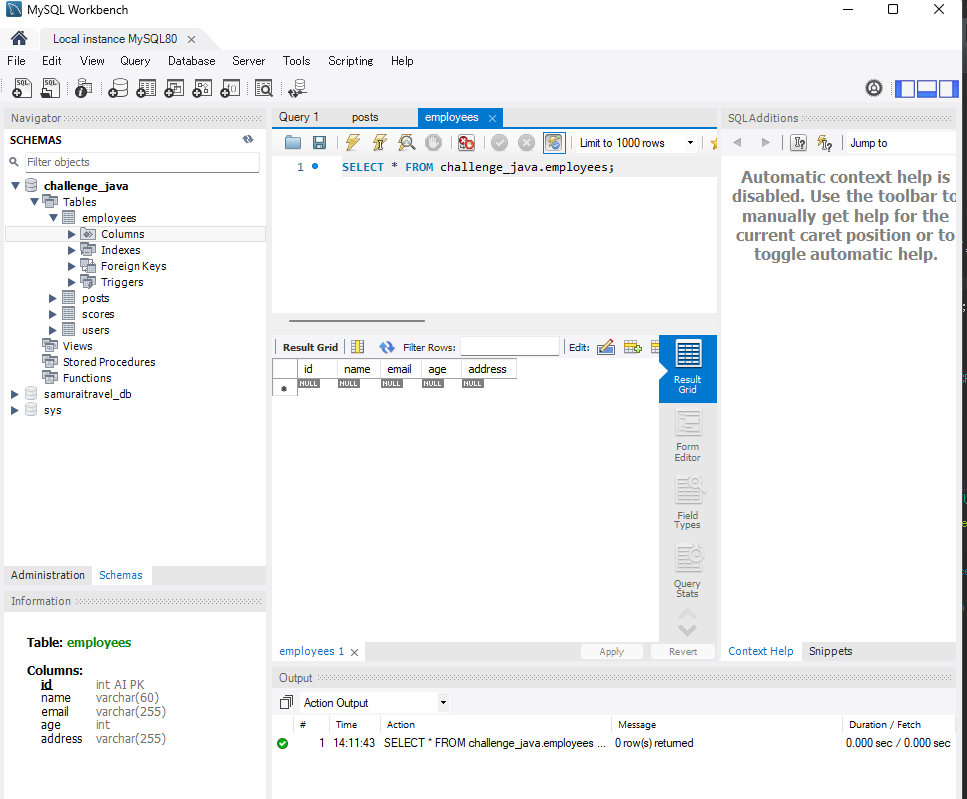 MySQL Workbench
Local instance MySQL80
File Edit View Query Database Server Tools Scripting Help
Navigator
SCHEMAS
Filter objects
challenge_java
Tables
employees
Columns
Indexes
Foreign Keys
Triggers
posts
scores
users
Views
Stored Procedures
Functions
samuraitravel_db
sys
Administration Schemas
Information
Table: employees
Columns:
id int AI PK
name varchar(60)
email varchar(255)
age int
address varchar(255)
Query 1 posts employees
Limit to 1000 rows
1 SELECT * FROM challenge_java.employees;
Result Grid Filter Rows: Edit:
id name email age address
NULL NULL NULL NULL NULL
Result
Grid
Form
Editor
Field
Types
Query
Stats
employees 1 Apply Revert
SQLAdditions
Jump to
Automatic context help is
disabled. Use the toolbar to
manually get help for the
current caret position or to
toggle automatic help.
Context Help Snippets
Output
Action Output
# Time Action Message Duration / Fetch
1 14:11:43 SELECT * FROM challenge_java.employees ... 0 row(s) returned 0.000 sec / 0.000 sec